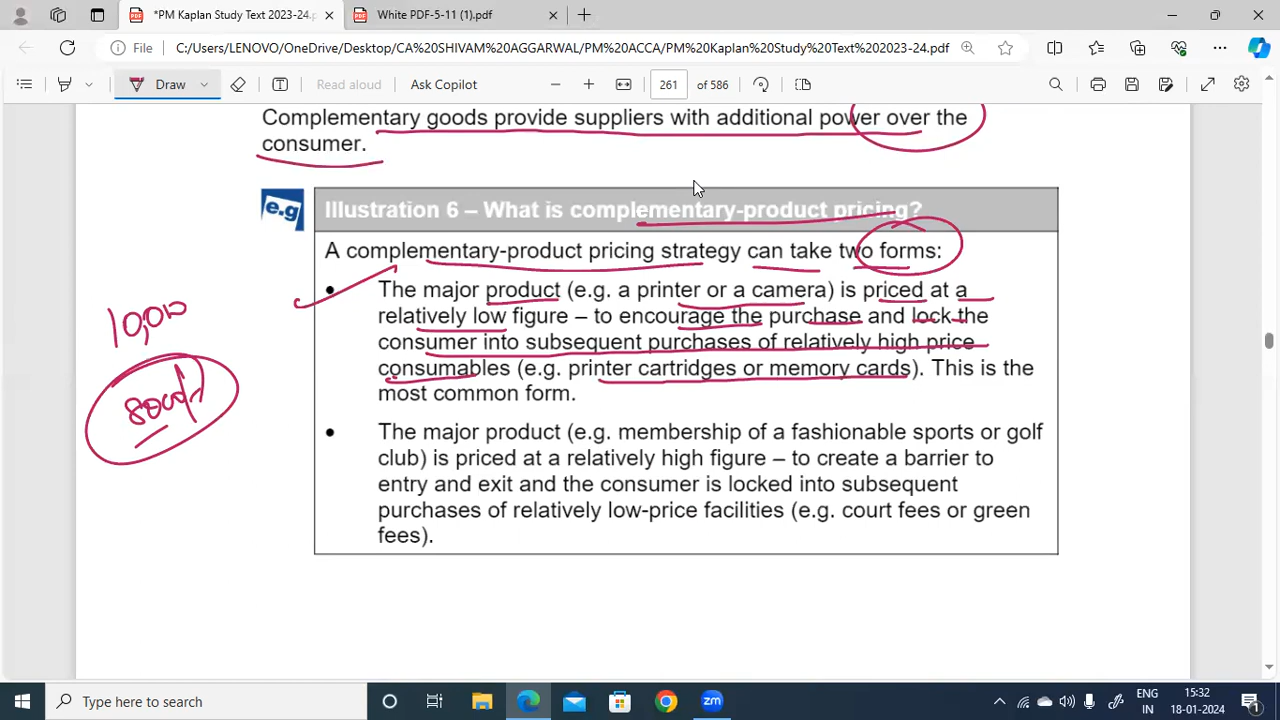 *PM Kaplan Study Text 2023-24.p
White PDF-5-11 (1).pdf
File
C:/Users/LENOVO/OneDrive/Desktop/CA%20SHIVAM%20AGGARWAL/PM%20ACCA/PM%20Kaplan%20Study%20Text%202023-24.pdf
Draw
Read aloud
Ask Copilot
261 of 586
Complementary goods provide suppliers with additional power over the
consumer.
e.g
Illustration 6 – What is complementary-product pricing?
A complementary-product pricing strategy can take two forms:
• The major product (e.g. a printer or a camera) is priced at a
relatively low figure – to encourage the purchase and lock the
consumer into subsequent purchases of relatively high price
consumables (e.g. printer cartridges or memory cards). This is the
most common form.
• The major product (e.g. membership of a fashionable sports or golf
club) is priced at a relatively high figure – to create a barrier to
entry and exit and the consumer is locked into subsequent
purchases of relatively low-price facilities (e.g. court fees or green
fees).
10,000
Type here to search
zm
ENG
IN
15:32
18-01-2024
1